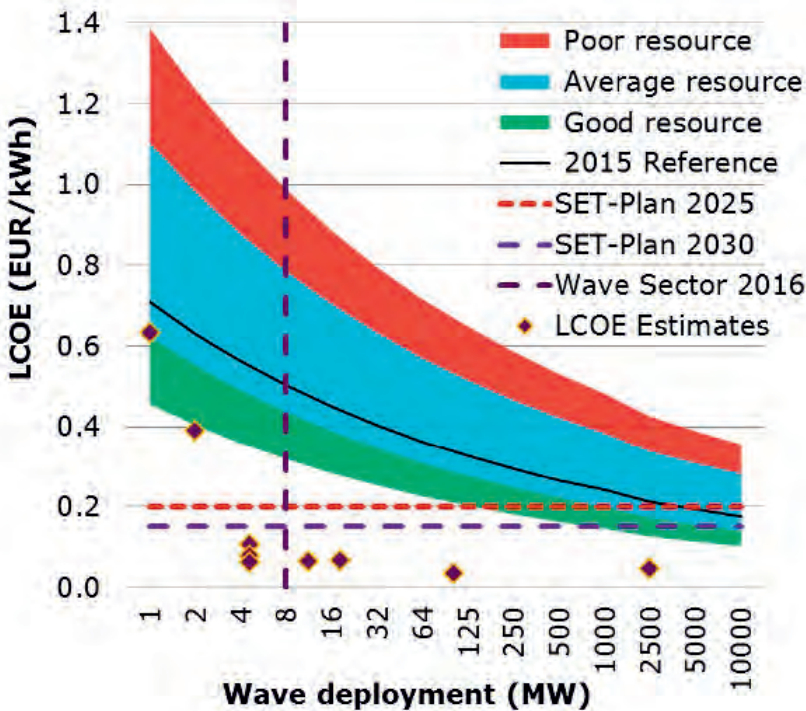 1.4
1.2
1.0
0.8
0.6
0.4
0.2
0.0
LCOE (EUR/kWh)
Poor resource
Average resource
Good resource
2015 Reference
SET-Plan 2025
SET-Plan 2030
Wave Sector 2016
LCOE Estimates
1
2
4
8
16
32
64
125
250
500
1000
2500
5000
10000
Wave deployment (MW)